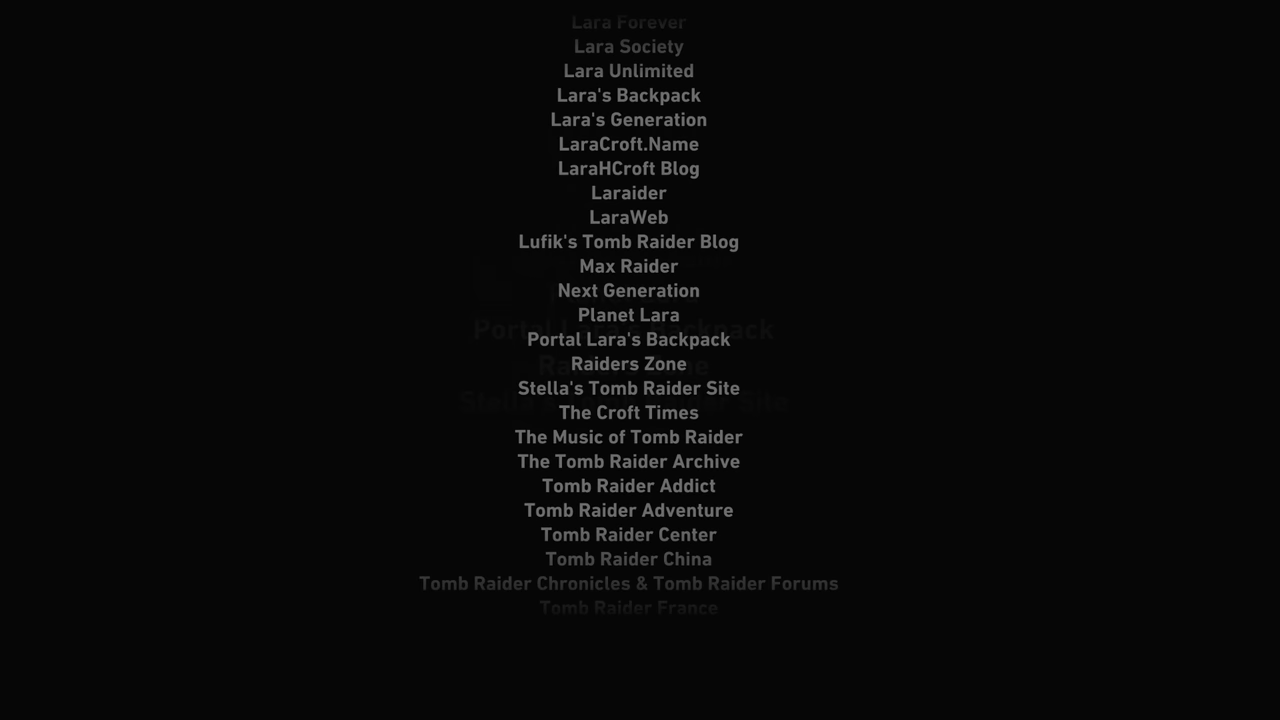 Lara Forever
Lara Society
Lara Unlimited
Lara's Backpack
Lara's Generation
LaraCroft.Name
LaraHCroft Blog
Laraider
LaraWeb
Lufik's Tomb Raider Blog
Max Raider
Next Generation
Planet Lara
Portal Lara's Backpack
Raiders Zone
Stella's Tomb Raider Site
The Croft Times
The Music of Tomb Raider
The Tomb Raider Archive
Tomb Raider Addict
Tomb Raider Adventure
Tomb Raider Center
Tomb Raider China
Tomb Raider Chronicles & Tomb Raider Forums
Tomb Raider France